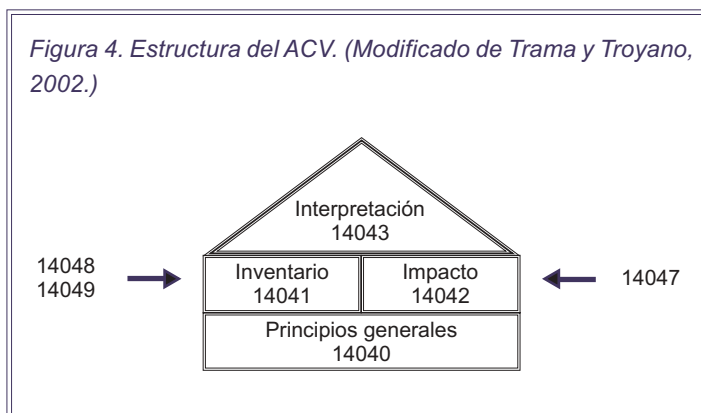 Figura 4. Estructura del ACV. (Modificado de Trama y Troyano,
2002.)
Interpretación
14043
14048
14049
Inventario
14041
Impacto
14042
14047
Principios generales
14040